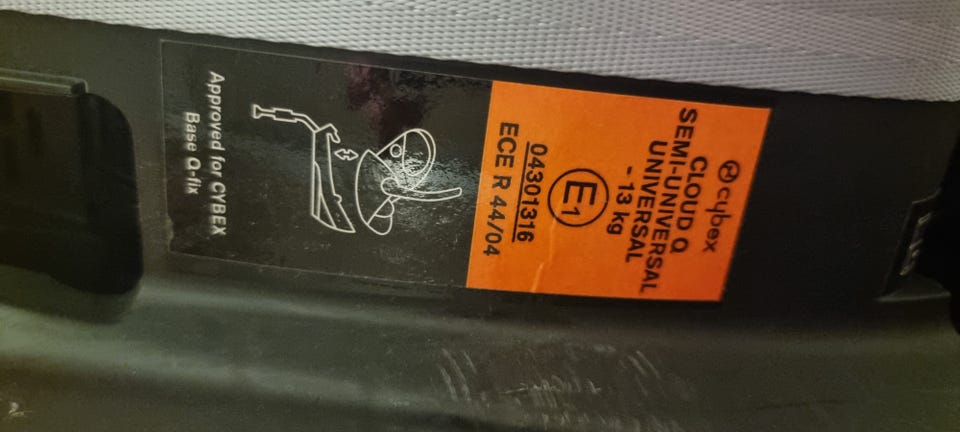 cybex
CLOUD Q
SEMI-UNIVERSAL
UNIVERSAL
- 13 kg
E1
04301316
ECE R 44/04
Approved for CYBEX
Base Q-fix